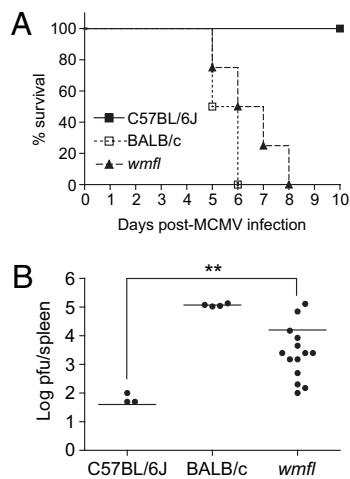 A
100
80
60
40
20
0
% survival
C57BL/6J
BALB/c
wmfl
0 1 2 3 4 5 6 7 8 9 10
Days post-MCMV infection
B
**
6
5
4
3
2
1
0
Log pfu/spleen
C57BL/6J BALB/c wmfl